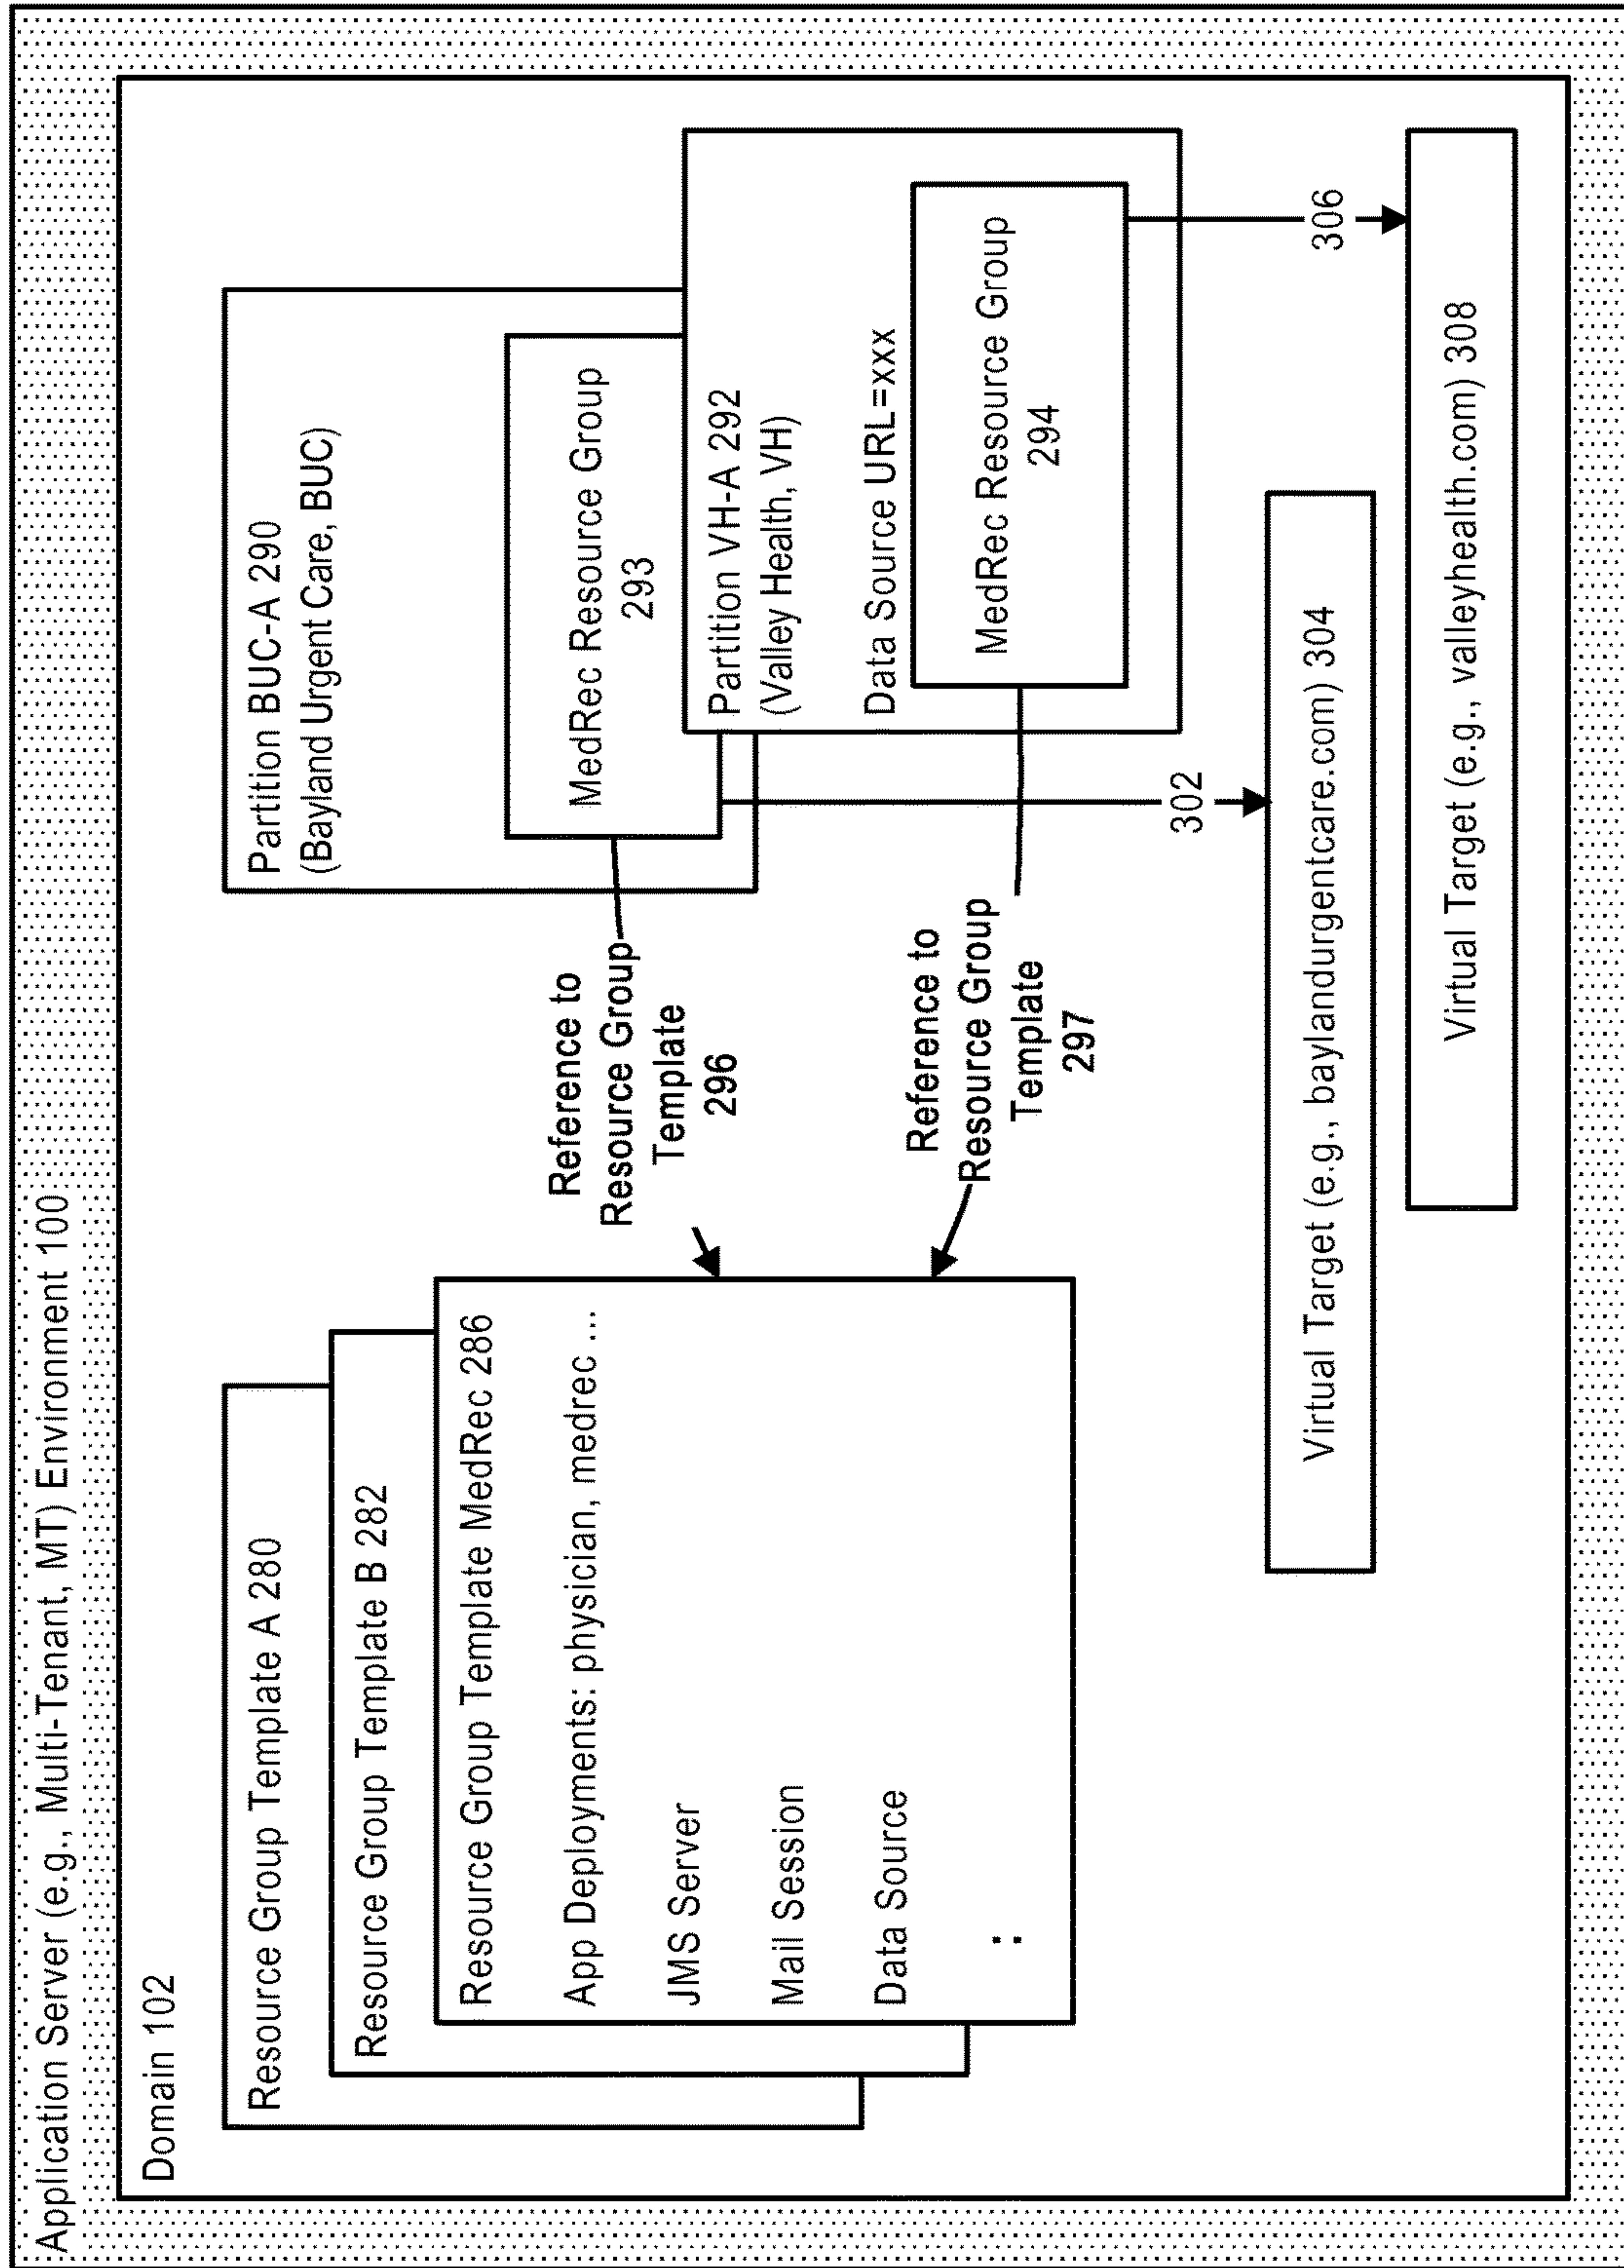 Application Server (e.g., Multi-Tenant, MT) Environment 100
Domain 102
Resource Group Template A 280
Resource Group Template B 282
Resource Group Template MedRec 286
App Deployments: physician, medrec ...
JMS Server
Mail Session
Data Source
:
Reference to
Resource Group
Template
296
Reference to
Resource Group
Template
297
Partition BUC-A 290
(Bayland Urgent Care, BUC)
MedRec Resource Group
293
Partition VH-A 292
(Valley Health, VH)
Data Source URL=xxx
MedRec Resource Group
294
302
306
Virtual Target (e.g., baylandurgentcare.com) 304
Virtual Target (e.g., valleyhealth.com) 308